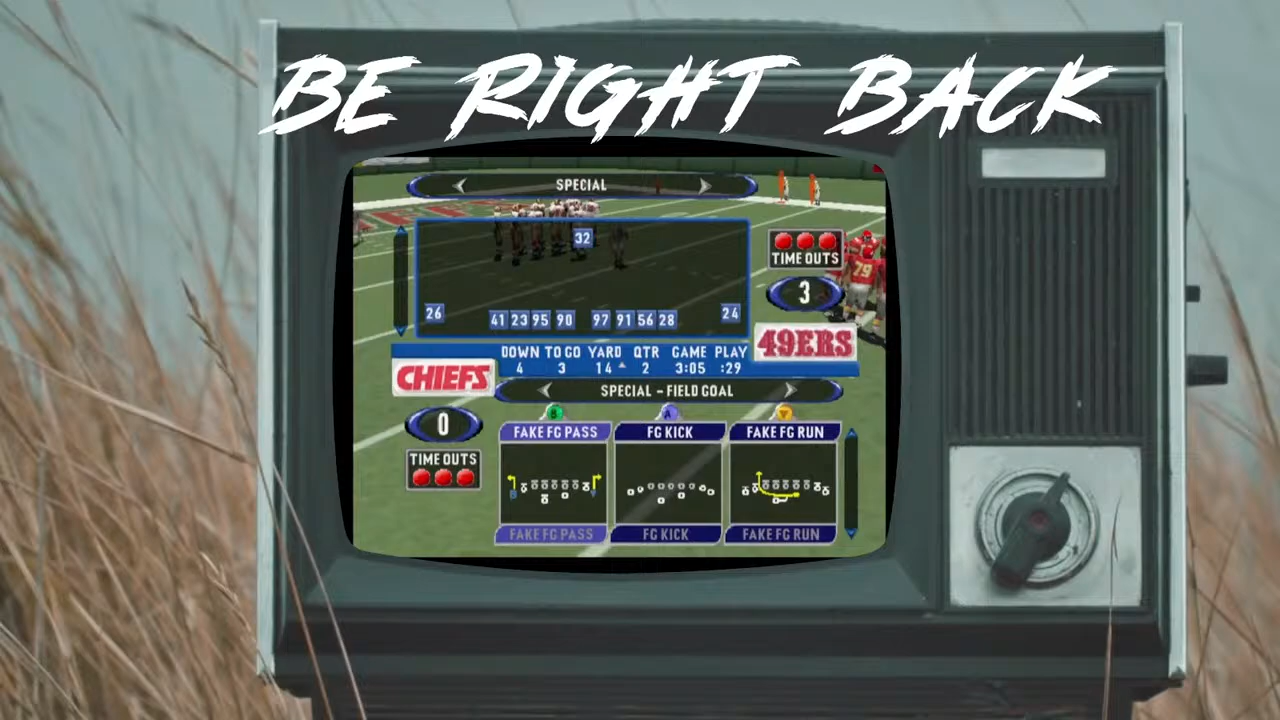 BE RIGHT BACK
SPECIAL
32
26
41 23 95 90 97 91 56 28
24
TIME OUTS
3
79
49ERS
DOWN TO GO YARD QTR GAME PLAY
4 3 14 2 3:05 :29
CHIEFS
SPECIAL - FIELD GOAL
0
TIME OUTS
B A Y
FAKE FG PASS FG KICK FAKE FG RUN
FAKE FG PASS FG KICK FAKE FG RUN